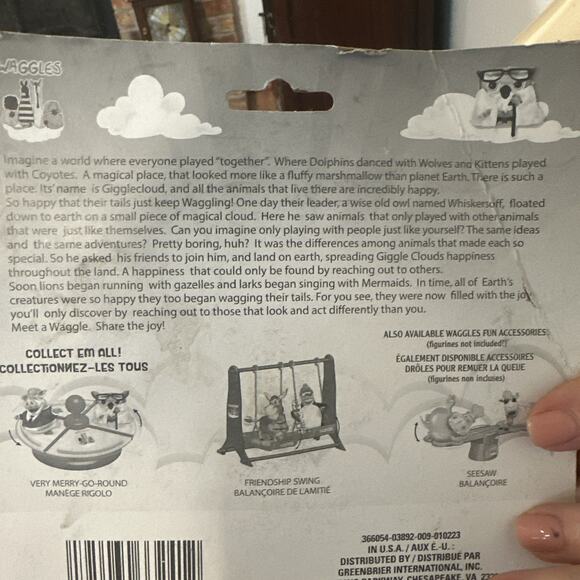 WAGGLES
Imagine a world where everyone played "together". Where Dolphins danced with Wolves and Kittens played
with Coyotes. A magical place, that looked more like a fluffy marshmallow than planet Earth. There is such a
place. Its' name is Gigglecloud, and all the animals that live there are incredibly happy.
So happy that their tails just keep Waggling! One day their leader, a wise old owl named Whiskersoff, floated
down to earth on a small piece of magical cloud. Here he saw animals that only played with other animals
that were just like themselves. Can you imagine only playing with people just like yourself? The same ideas
and the same adventures? Pretty boring, huh? It was the differences among animals that made each so
special. So he asked his friends to join him, and land on earth, spreading Giggle Clouds happiness
throughout the land. A happiness that could only be found by reaching out to others.
Soon lions began running with gazelles and larks began singing with Mermaids. In time, all of Earth's
creatures were so happy they too began wagging their tails. For you see, they were now filled with the joy
you'll only discover by reaching out to those that look and act differently than you.
Meet a Waggle. Share the joy!
COLLECT EM ALL!
COLLECTIONNEZ-LES TOUS
ALSO AVAILABLE WAGGLES FUN ACCESSORIES:
(figurines not included!)
ÉGALEMENT DISPONIBLE ACCESSOIRES
DRÔLES POUR REMUER LA QUEUE
(figurines non incluses)
VERY MERRY-GO-ROUND
MANÈGE RIGOLO
FRIENDSHIP SWING
BALANÇOIRE DE L'AMITIÉ
SEESAW
BALANÇOIRE
366054-03892-009-010223
IN U.S.A. / AUX É.-U. :
DISTRIBUTED BY / DISTRIBUÉ PAR
GREENBRIER INTERNATIONAL, INC.
PARKWAY, CHESAPEAKE, VA